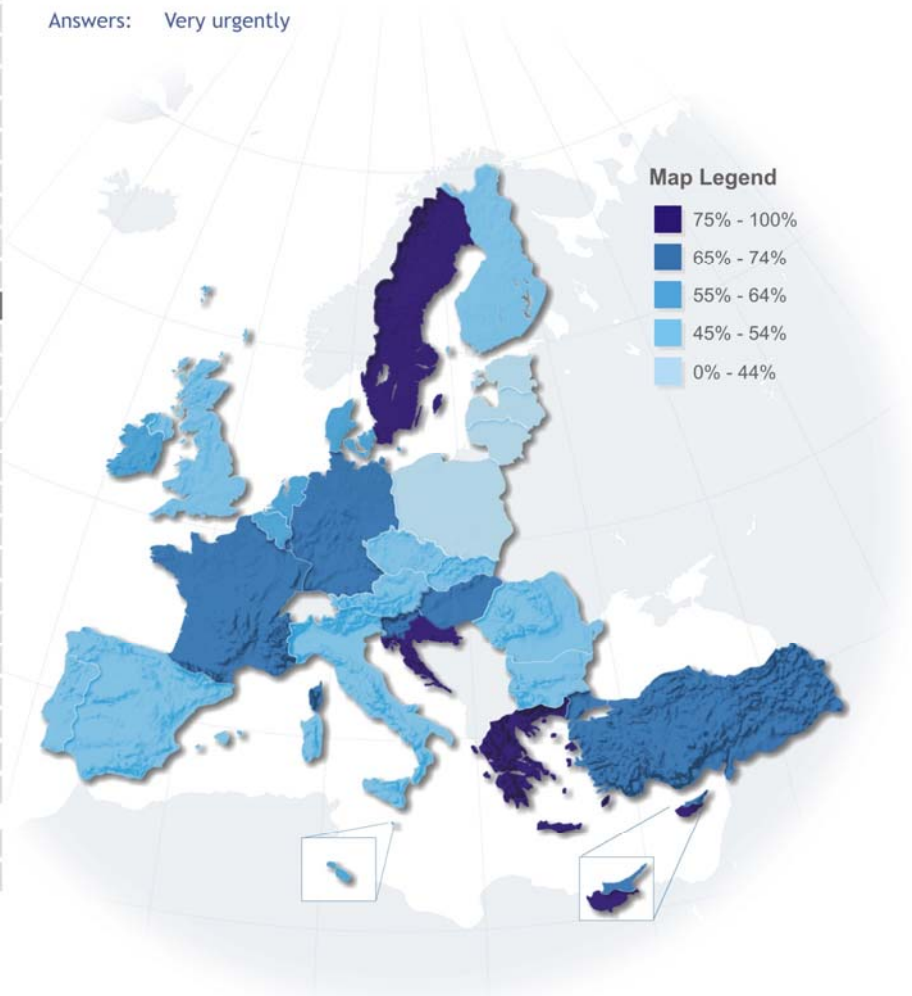 Answers: Very urgently
Map Legend
75% - 100%
65% - 74%
55% - 64%
45% - 54%
0% - 44%